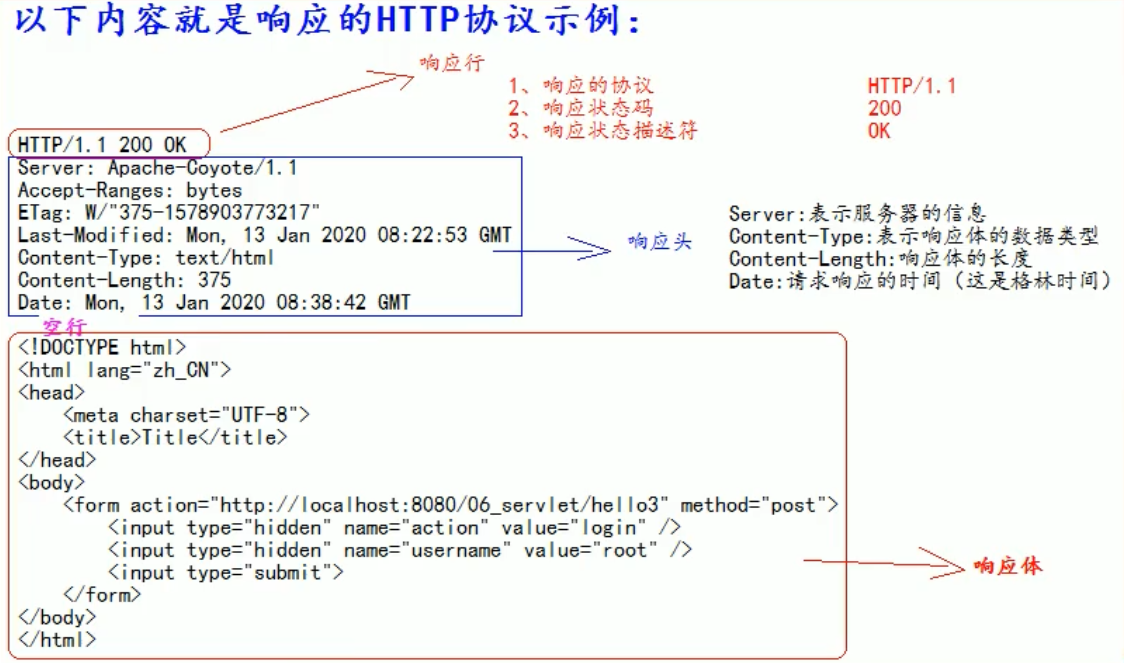 以下内容就是响应的HTTP协议示例：
响应行
1、响应的协议 HTTP/1.1
2、响应状态码 200
3、响应状态描述符 OK
HTTP/1.1 200 OK
Server: Apache-Coyote/1.1
Accept-Ranges: bytes
ETag: W/"375-1578903773217"
Last-Modified: Mon, 13 Jan 2020 08:22:53 GMT
Content-Type: text/html
Content-Length: 375
Date: Mon, 13 Jan 2020 08:38:42 GMT
响应头
Server:表示服务器的信息
Content-Type:表示响应体的数据类型
Content-Length:响应体的长度
Date:请求响应的时间（这是格林时间）
空行
<!DOCTYPE html>
<html lang="zh_CN">
<head>
    <meta charset="UTF-8">
    <title>Title</title>
</head>
<body>
    <form action="http://localhost:8080/06_servlet/hello3" method="post">
        <input type="hidden" name="action" value="login" />
        <input type="hidden" name="username" value="root" />
        <input type="submit">
    </form>
</body>
</html>
响应体